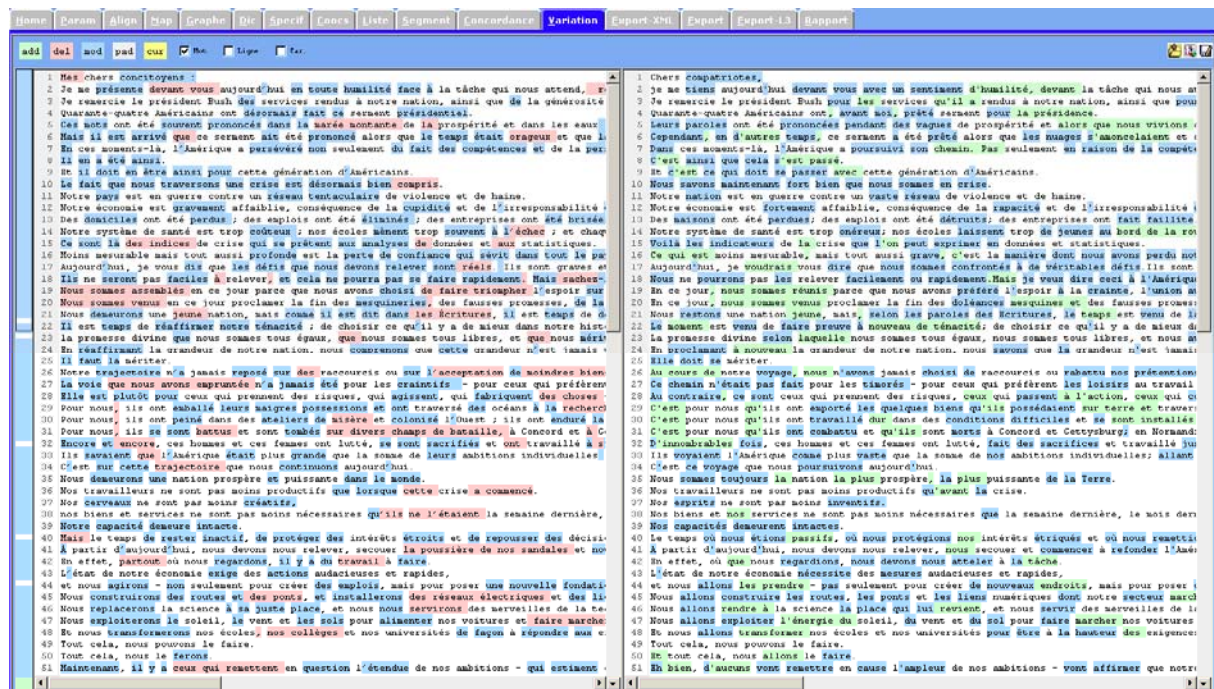 Home Param Align Map Graphe Dic Specif Concs Liste Segment Concordance Variation Export-XML Export Export-L3 Rapport
add del mod pad cur Mot Ligne Par.
1 Mes chers concitoyens :
2 Je me présente devant vous aujourd'hui en toute humilité face à la tâche qui nous attend,
3 Je remercie le président Bush des services rendus à notre nation, ainsi que de la générosité
4 Quarante-quatre Américains ont désormais fait ce serment présidentiel.
5 Ces mots ont été souvent prononcés dans la marée montante de la prospérité et dans les eaux
6 Mais il est arrivé que ce serment ait été prononcé alors que le temps était orageux et que
7 En ces moments-là, l'Amérique a persévéré non seulement du fait des compétences et de la
8 Il en a été ainsi.
9 Et il doit en être ainsi pour cette génération d'Américains.
10 Le fait que nous traversons une crise est désormais bien compris.
11 Notre pays est en guerre contre un réseau tentaculaire de violence et de haine.
12 Notre économie est gravement affaiblie, conséquence de la cupidité et de l'irresponsabilité
13 Des domiciles ont été perdus ; des emplois ont été éliminés ; des entreprises ont été brisée
14 Notre système de santé est trop coûteux ; nos écoles mènent trop souvent à l'échec ; et
15 Ce sont là des indices de crise qui se prêtent aux analyses de données et aux statistiques.
16 Moins mesurable mais tout aussi profonde est la perte de confiance qui sévit dans tout le
17 Aujourd'hui, je vous dis que les défis que nous devons relever sont réels. Ils sont graves
18 Ils ne seront pas faciles à relever, et cela ne pourra pas se faire rapidement. Mais
19 Nous sommes assemblés en ce jour parce que nous avons choisi de faire triompher l'espoir sur
20 Nous sommes venus en ce jour proclamer la fin des mesquineries, des fausses promesses, de
21 Nous demeurons une jeune nation, mais comme il est dit dans les Écritures, il est temps de
22 Il est temps de réaffirmer notre ténacité ; de choisir ce qu'il y a de mieux dans notre
23 la promesse divine que nous sommes tous égaux, que nous sommes tous libres, et que nous
24 En réaffirmant la grandeur de notre nation, nous comprenons que cette grandeur n'est jamais
25 Il faut la mériter.
26 Notre trajectoire n'a jamais reposé sur des raccourcis ou sur l'acceptation de moindres
27 La voie que nous avons empruntée n'a jamais été pour les craintifs - pour ceux qui
28 Elle est plutôt pour ceux qui prennent des risques, qui agissent, qui fabriquent des choses
29 Pour nous, ils ont emballé leurs maigres possessions et ont traversé des océans à la
30 Pour nous, ils ont peiné dans des ateliers de misère et colonisé l'Ouest ; ils ont enduré
31 Pour nous, ils se sont battus et sont tombés sur divers champs de bataille, à Concord et à
32 Encore et encore, ces hommes et ces femmes ont lutté, se sont sacrifiés et ont travaillé à
33 Ils savaient que l'Amérique était plus grande que la somme de leurs ambitions individuelles
34 C'est sur cette trajectoire que nous continuons aujourd'hui.
35 Nous demeurons une nation prospère et puissante dans le monde.
36 Nos travailleurs ne sont pas moins productifs que lorsque cette crise a commencé.
37 Nos cerveaux ne sont pas moins créatifs,
38 nos biens et services ne sont pas moins nécessaires qu'ils ne l'étaient la semaine dernière,
39 Notre capacité demeure intacte.
40 Mais le temps de rester inactif, de protéger des intérêts étroits et de repousser des
41 À partir d'aujourd'hui, nous devons nous relever, secouer la poussière de nos sandales et
42 En effet, partout où nous regardons, il y a du travail à faire.
43 L'état de notre économie exige des actions audacieuses et rapides,
44 et nous agirons - non seulement pour créer des emplois, mais pour poser une nouvelle
45 Nous construirons des routes et des ponts, et installerons des réseaux électriques et des
46 Nous replacerons la science à sa juste place, et nous nous servirons des merveilles de la
47 Nous exploiterons le soleil, le vent et les sols pour alimenter nos voitures et faire
48 Et nous transformerons nos écoles, nos collèges et nos universités de façon à répondre aux
49 Tout cela, nous pouvons le faire.
50 Tout cela, nous le ferons.
51 Maintenant, il y a ceux qui remettent en question l'étendue de nos ambitions - qui estiment
1 Chers compatriotes,
2 je me tiens aujourd'hui devant vous avec un sentiment d'humilité, devant la tâche qui nous
3 Je remercie le président Bush pour les services qu'il a rendus à notre nation, ainsi que
4 Quarante-quatre Américains ont, avant moi, prêté serment pour la présidence.
5 Leurs paroles ont été prononcées pendant des vagues de prospérité et alors que nous vivions
6 Cependant, en d'autres temps, ce serment a été prêté alors que les nuages s'amoncelaient et
7 Dans ces moments-là, l'Amérique a poursuivi son chemin. Pas seulement en raison de la
8 C'est ainsi que cela s'est passé.
9 Et c'est ce qui doit se passer avec cette génération d'Américains.
10 Nous savons maintenant fort bien que nous sommes en crise.
11 Notre nation est en guerre contre un vaste réseau de violence et de haine.
12 Notre économie est fortement affaiblie, conséquence de la rapacité et de l'irresponsabilité
13 Des maisons ont été perdues; des emplois ont été détruits; des entreprises ont fait faillite
14 Notre système de santé est trop onéreux; nos écoles laissent trop de jeunes au bord de la
15 Voilà les indicateurs de la crise que l'on peut exprimer en données et statistiques.
16 Ce qui est moins mesurable, mais tout aussi grave, c'est la manière dont nous avons perdu
17 Aujourd'hui, je voudrais vous dire que nous sommes confrontés à de véritables défis. Ils sont
18 Nous ne pourrons pas les relever facilement ou rapidement. Mais je veux dire ceci à
19 En ce jour, nous sommes réunis parce que nous avons préféré l'espoir à la crainte, l'union
20 En ce jour, nous sommes venus proclamer la fin des doléances mesquines et des fausses
21 Nous restons une nation jeune, mais, selon les paroles des Écritures, le temps est venu de
22 Le moment est venu de faire preuve à nouveau de ténacité; de choisir ce qu'il y a de mieux
23 la promesse divine selon laquelle nous sommes tous égaux, nous sommes tous libres, et nous
24 En proclamant à nouveau la grandeur de notre nation, nous savons que la grandeur n'est jamais
25 Elle doit se mériter.
26 Au cours de notre voyage, nous n'avons jamais choisi de raccourcis ou rabattu nos prétentions
27 Ce chemin n'était pas fait pour les timorés - pour ceux qui préfèrent les loisirs au travail
28 Au contraire, ce sont ceux qui prennent des risques, ceux qui passent à l'action, ceux qui
29 C'est pour nous qu'ils ont emporté les quelques biens qu'ils possédaient sur terre et
30 C'est pour nous qu'ils ont travaillé dur dans des conditions difficiles et se sont installés
31 C'est pour nous qu'ils ont combattu et qu'ils sont morts à Concord et Gettysburg; en
32 D'innombrables fois, ces hommes et ces femmes ont lutté, fait des sacrifices et travaillé
33 Ils voyaient l'Amérique comme plus vaste que la somme de nos ambitions individuelles; allant
34 C'est ce voyage que nous poursuivons aujourd'hui.
35 Nous sommes toujours la nation la plus prospère, la plus puissante de la Terre.
36 Nos travailleurs ne sont pas moins productifs qu'avant la crise.
37 Nos esprits ne sont pas moins inventifs.
38 Nos biens et nos services ne sont pas moins nécessaires que la semaine dernière, le mois
39 Nos capacités demeurent intactes.
40 Le temps où nous étions passifs, où nous protégions nos intérêts étriqués et où nous
41 À partir d'aujourd'hui, nous devons nous relever, nous secouer et commencer à refonder
42 En effet, où que nous regardions, nous devons nous atteler à la tâche.
43 L'état de notre économie nécessite des mesures audacieuses et rapides,
44 et nous allons les prendre - pas seulement pour créer de nouveaux endroits, mais pour poser
45 Nous allons construire les routes, les ponts et les liens numériques dont notre secteur
46 Nous allons rendre à la science la place qui lui revient, et nous servir des merveilles de
47 Nous allons exploiter l'énergie du soleil, du vent et du sol pour faire marcher nos voitures
48 Et nous allons transformer nos écoles et nos universités pour être à la hauteur des
49 Tout cela, nous pouvons le faire.
50 Et tout cela, nous allons le faire
51 Eh bien, d'aucuns vont remettre en cause l'ampleur de nos ambitions - vont affirmer que